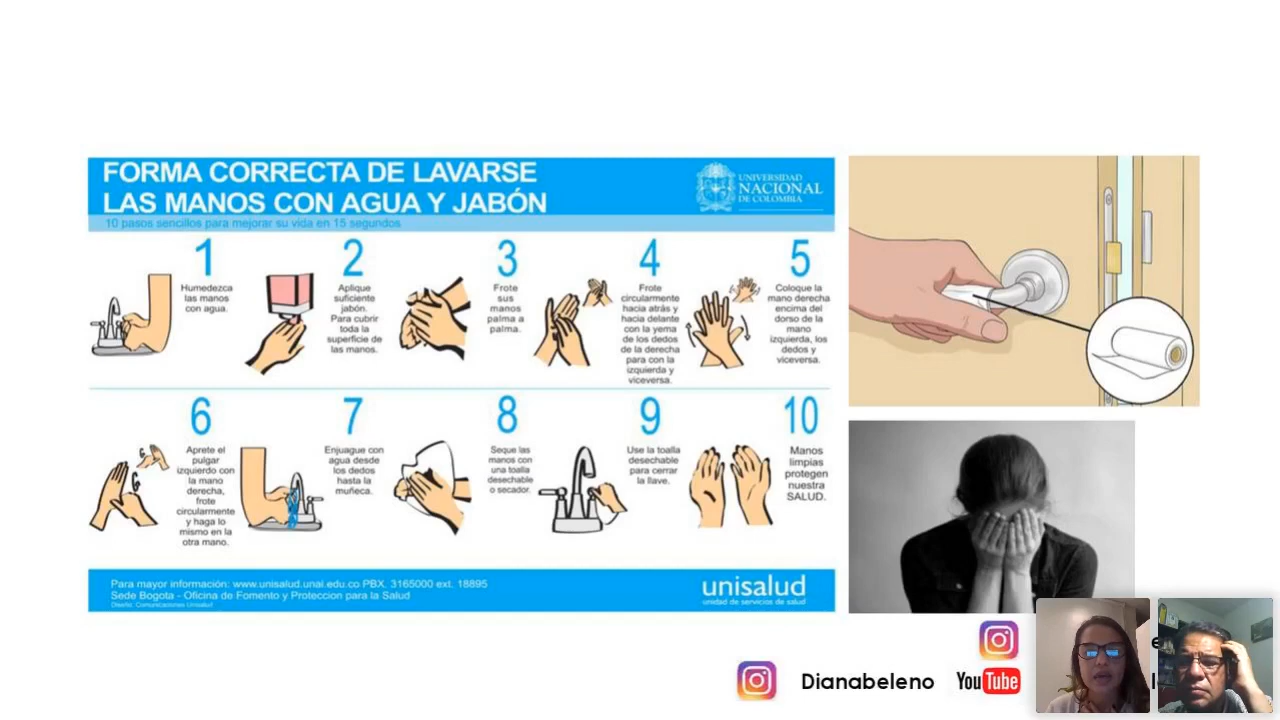 FORMA CORRECTA DE LAVARSE
LAS MANOS CON AGUA Y JABÓN
10 pasos sencillos para mejorar su vida en 15 segundos
UNIVERSIDAD
NACIONAL
DE COLOMBIA
1
Humedezca
las manos
con agua.
2
Aplique
suficiente
jabón.
Para cubrir
toda la
superficie de
las manos.
3
Frote
sus
manos
palma a
palma.
4
Frote
circularmente
hacia atrás y
hacia delante
con la yema
de los dedos
de la derecha
para con la
izquierda y
viceversa.
5
Coloque la
mano derecha
encima del
dorso de la
mano
izquierda, los
dedos y
viceversa.
6
Aprete el
pulgar
izquierdo con
la mano
derecha,
frote
circularmente
y haga lo
mismo en la
otra mano.
7
Enjuague con
agua desde
los dedos
hasta la
muñeca.
8
Seque las
manos con
una toalla
desechable
o secador.
9
Use la toalla
desechable
para cerrar
la llave.
10
Manos
limpias
protegen
nuestra
SALUD.
Para mayor información: www.unisalud.unal.edu.co PBX. 3165000 ext. 18895
Sede Bogota - Oficina de Fomento y Proteccion para la Salud
Diseño. Comunicaciones Unisalud
unisalud
unidad de servicios de salud
Dianabeleno
YouTube